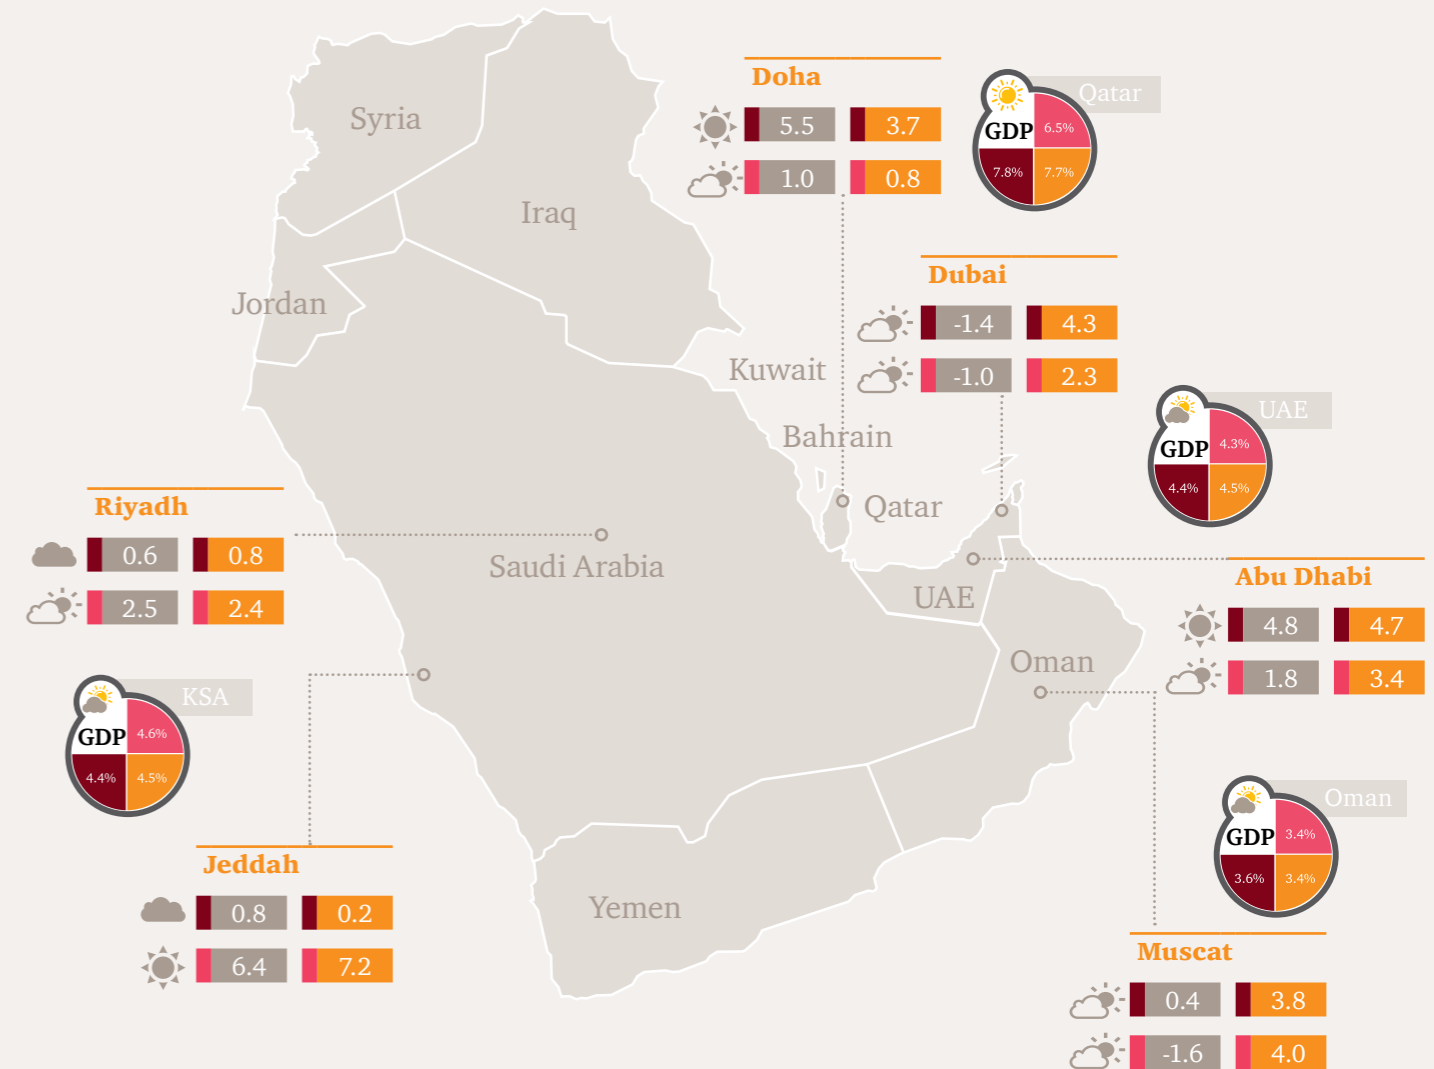 Doha
5.5 3.7
1.0 0.8
Qatar
GDP 6.5%
7.8% 7.7%
Syria
Iraq
Jordan
Dubai
-1.4 4.3
-1.0 2.3
Kuwait
Bahrain
UAE
GDP 4.3%
4.4% 4.5%
Riyadh
0.6 0.8
2.5 2.4
Qatar
Saudi Arabia
UAE
Abu Dhabi
4.8 4.7
1.8 3.4
Oman
KSA
GDP 4.6%
4.4% 4.5%
Oman
GDP 3.4%
3.6% 3.4%
Jeddah
0.8 0.2
6.4 7.2
Yemen
Muscat
0.4 3.8
-1.6 4.0